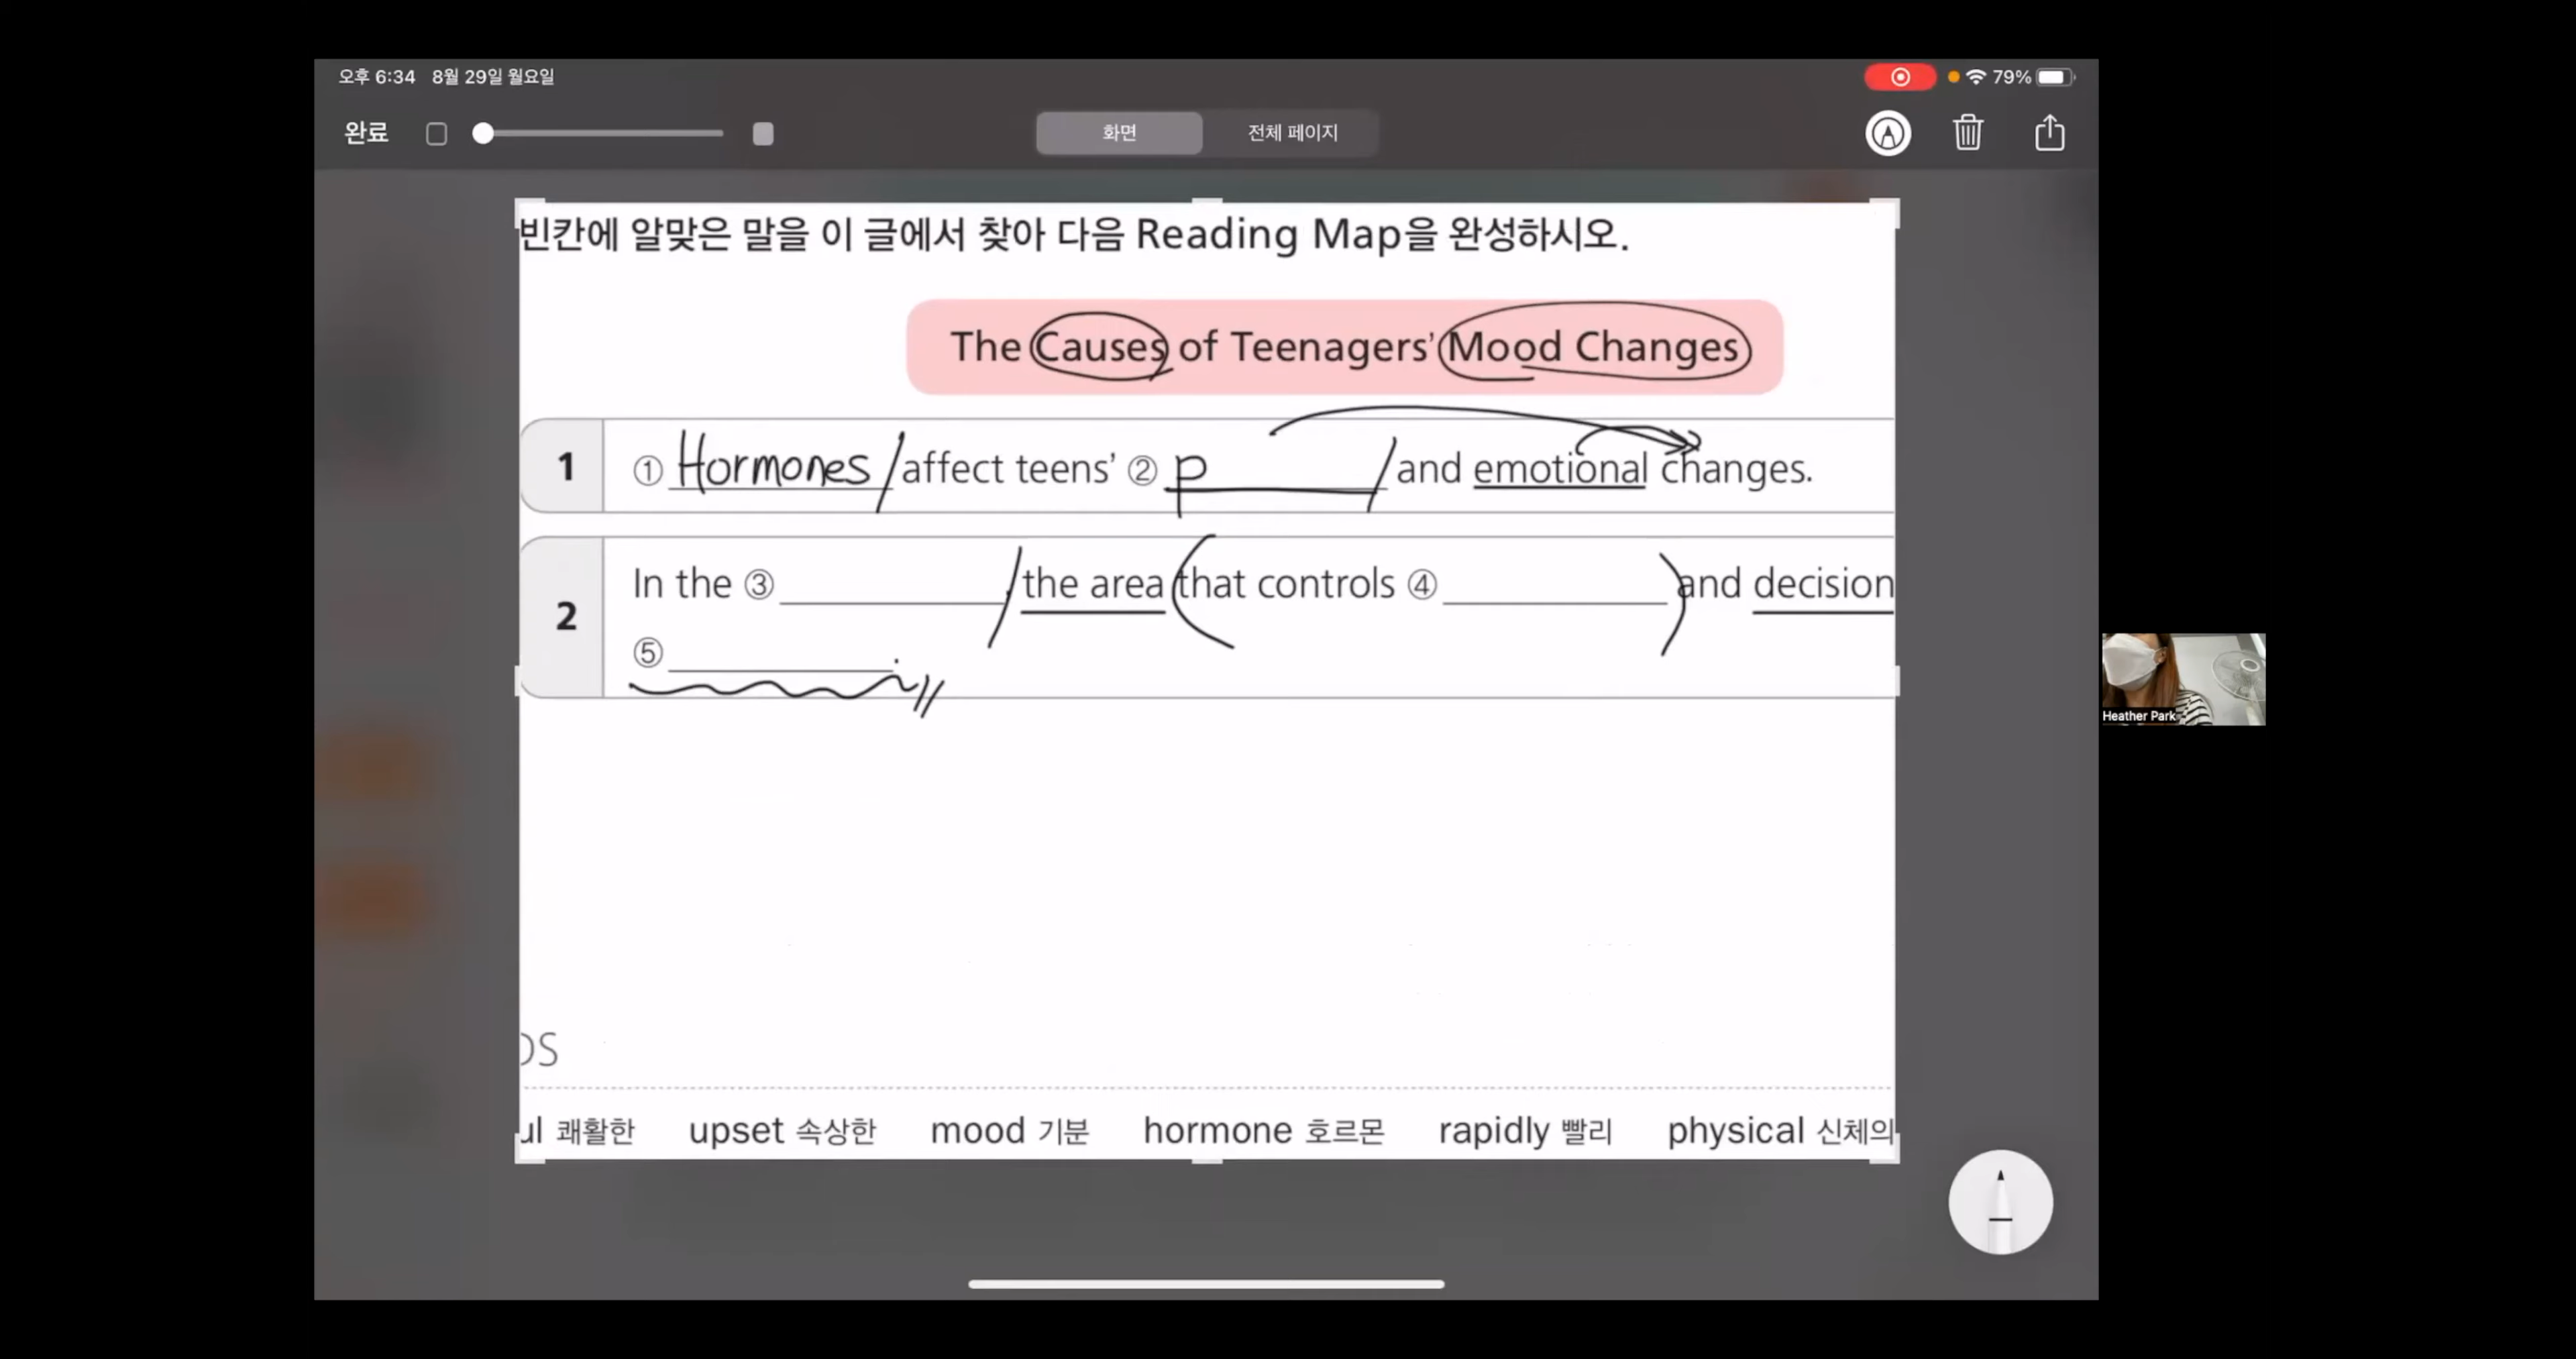 오후 6:34 8월 29일 월요일
79%
완료
화면 전체 페이지
빈칸에 알맞은 말을 이 글에서 찾아 다음 Reading Map을 완성하시오.
The Causes of Teenagers' Mood Changes
1 ① Hormones affect teens' ② p and emotional changes.
2 In the ③ , the area that controls ④ and decision
⑤ .
DS
ul 쾌활한 upset 속상한 mood 기분 hormone 호르몬 rapidly 빨리 physical 신체의
Heather Park